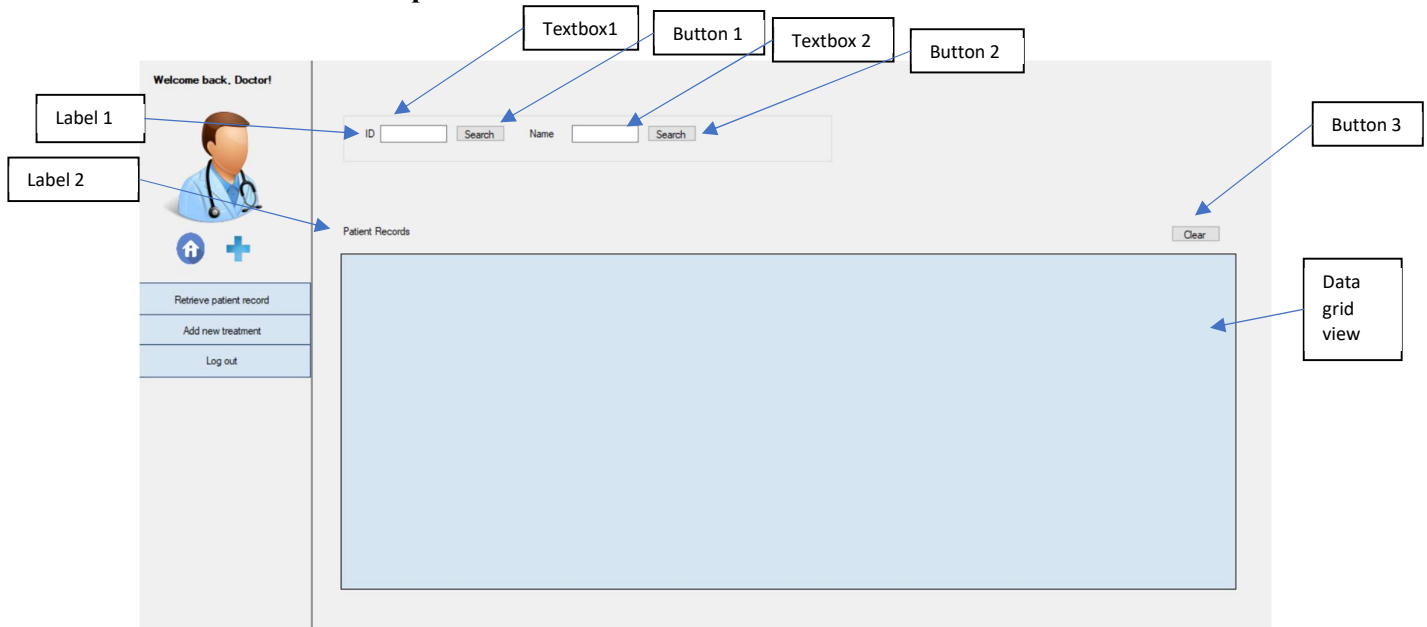 Textbox1
Button 1
Textbox 2
Button 2
Welcome back, Doctor!
Label 1
ID
Search
Name
Search
Button 3
Label 2
Patient Records
Clear
Retrieve patient record
Add new treatment
Log out
Data
grid
view